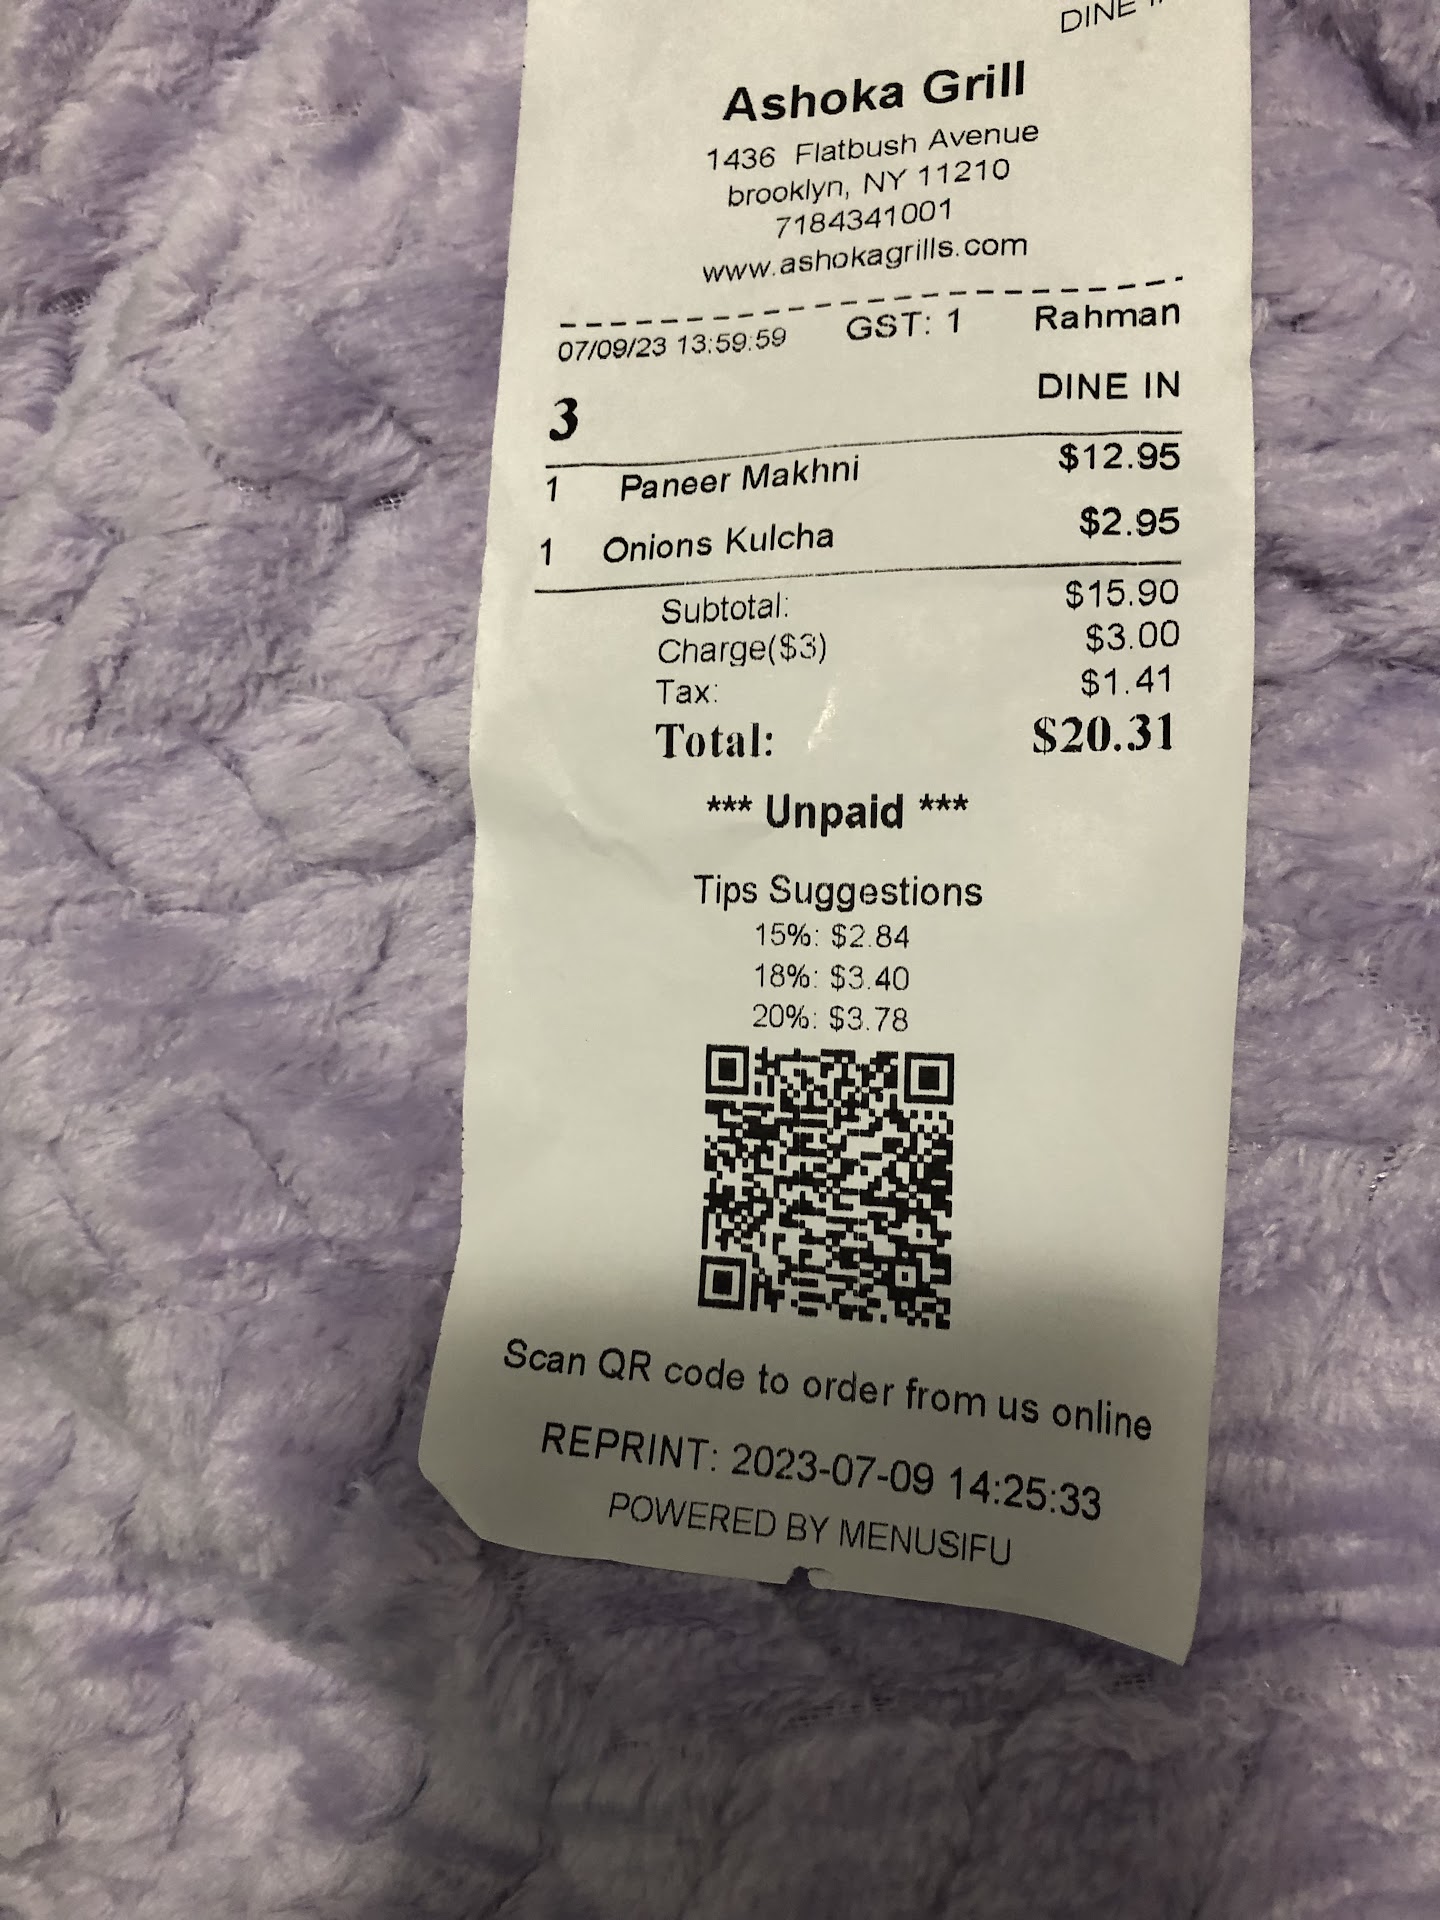 DINE
Ashoka Grill
1436 Flatbush Avenue
brooklyn, NY 11210
7184341001
www.ashokagrills.com
07/09/23 13:59:59 GST: 1 Rahman
3 DINE IN
1 Paneer Makhni $12.95
1 Onions Kulcha $2.95
Subtotal: $15.90
Charge($3) $3.00
Tax: $1.41
Total: $20.31
*** Unpaid ***
Tips Suggestions
15%: $2.84
18%: $3.40
20%: $3.78
Scan QR code to order from us online
REPRINT: 2023-07-09 14:25:33
POWERED BY MENUSIFU